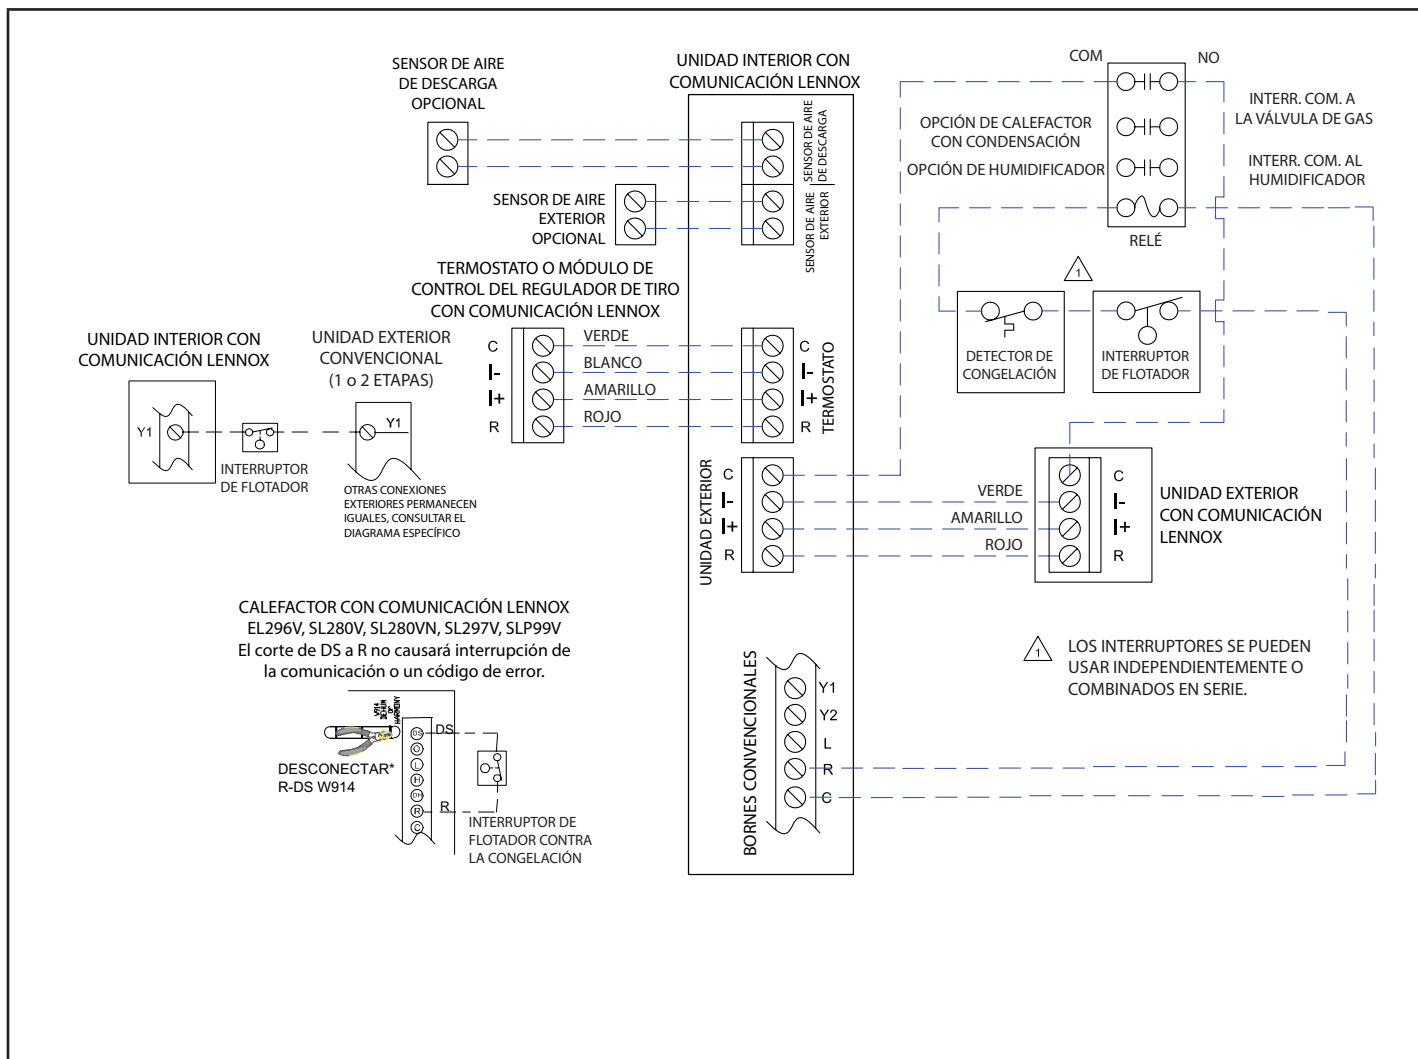 SENSOR DE AIRE
DE DESCARGA
OPCIONAL
UNIDAD INTERIOR CON
COMUNICACIÓN LENNOX
SENSOR DE AIRE
DE DESCARGA
SENSOR DE AIRE
EXTERIOR
SENSOR DE AIRE
EXTERIOR
OPCIONAL
COM
NO
INTERR. COM. A
LA VÁLVULA DE GAS
OPCIÓN DE CALEFACTOR
CON CONDENSACIÓN
OPCIÓN DE HUMIDIFICADOR
INTERR. COM. AL
HUMIDIFICADOR
RELÉ
1
DETECTOR DE
CONGELACIÓN
INTERRUPTOR
DE FLOTADOR
TERMOSTATO O MÓDULO DE
CONTROL DEL REGULADOR DE TIRO
CON COMUNICACIÓN LENNOX
C
I-
I+
R
VERDE
BLANCO
AMARILLO
ROJO
C
I-
I+
R
TERMOSTATO
UNIDAD INTERIOR CON
COMUNICACIÓN LENNOX
Y1
INTERRUPTOR
DE FLOTADOR
UNIDAD EXTERIOR
CONVENCIONAL
(1 o 2 ETAPAS)
Y1
OTRAS CONEXIONES
EXTERIORES PERMANECEN
IGUALES, CONSULTAR EL
DIAGRAMA ESPECÍFICO
UNIDAD EXTERIOR
C
I-
I+
R
VERDE
AMARILLO
ROJO
C
I-
I+
R
UNIDAD EXTERIOR
CON COMUNICACIÓN
LENNOX
CALEFACTOR CON COMUNICACIÓN LENNOX
EL296V, SL280V, SL280VN, SL297V, SLP99V
El corte de DS a R no causará interrupción de
la comunicación o un código de error.
W914
DEHUM
OR
HARMONY
DS
O
L
H
DH
R
C
DS
R
DESCONECTAR*
R-DS W914
INTERRUPTOR DE
FLOTADOR CONTRA
LA CONGELACIÓN
BORNES CONVENCIONALES
Y1
Y2
L
R
C
1
LOS INTERRUPTORES SE PUEDEN
USAR INDEPENDIENTEMENTE O
COMBINADOS EN SERIE.